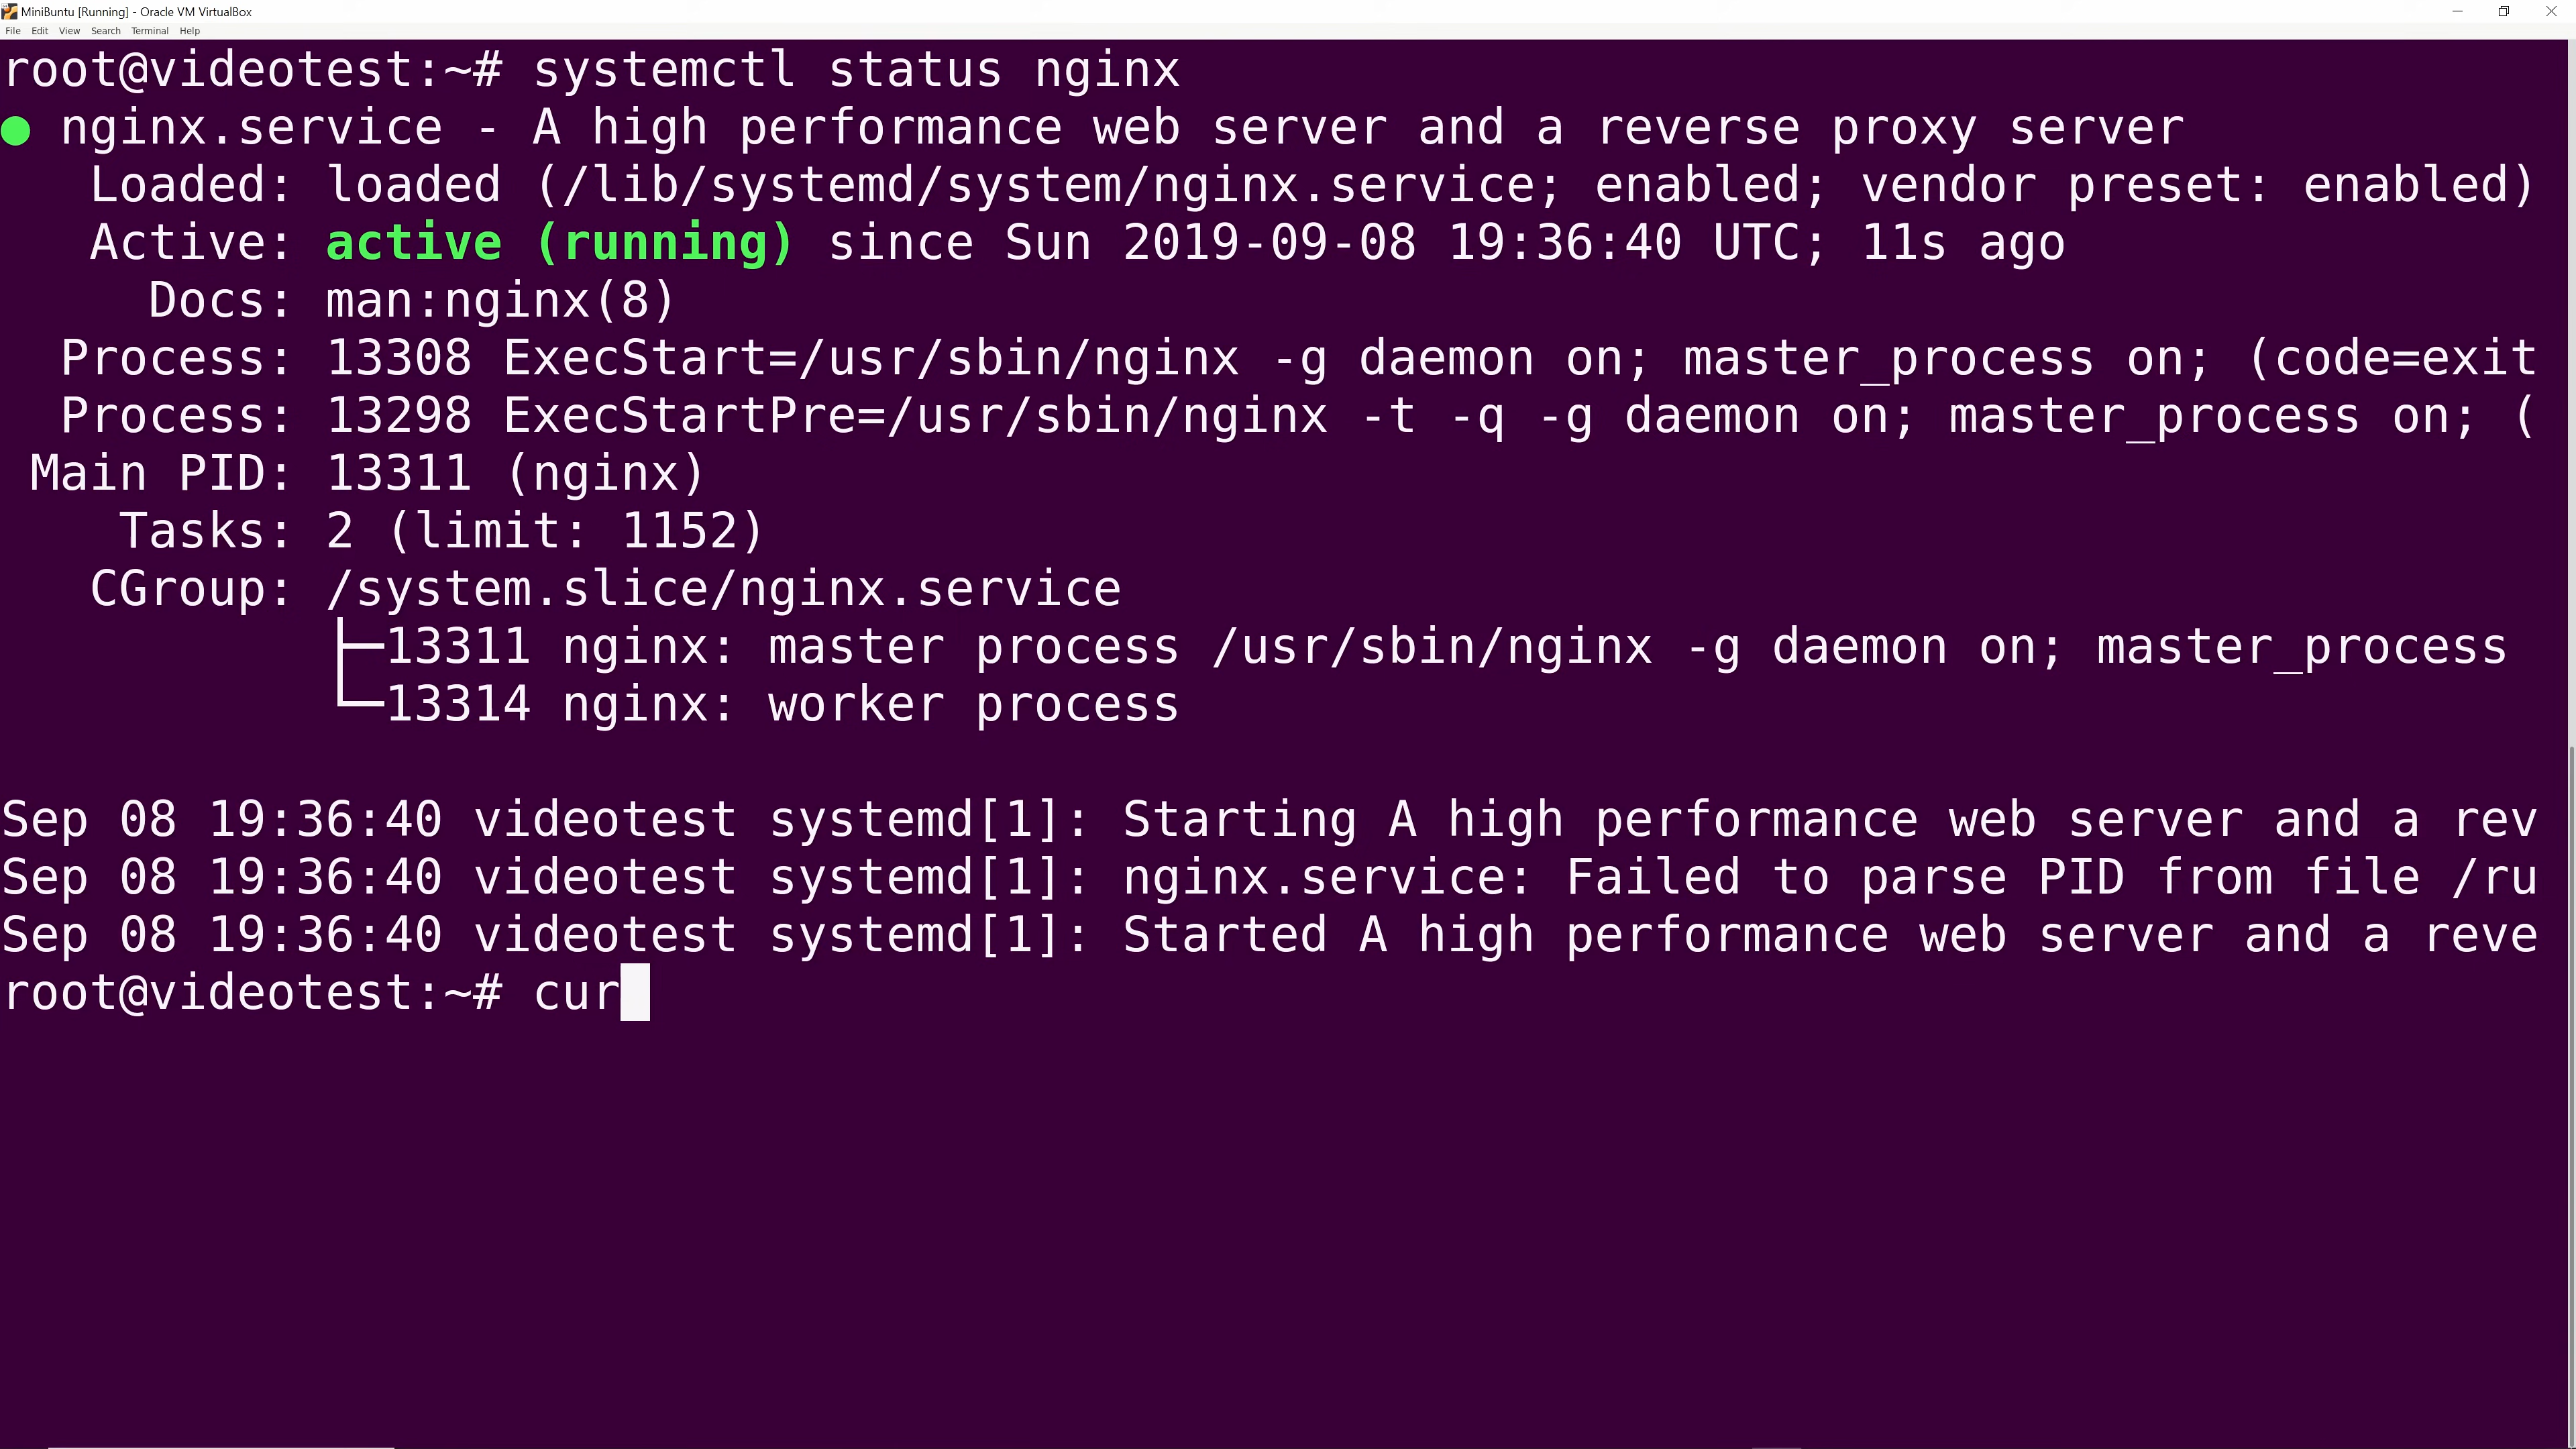 MiniBuntu [Running] - Oracle VM VirtualBox
File Edit View Search Terminal Help
root@videotest:~# systemctl status nginx
● nginx.service - A high performance web server and a reverse proxy server
   Loaded: loaded (/lib/systemd/system/nginx.service; enabled; vendor preset: enabled)
   Active: active (running) since Sun 2019-09-08 19:36:40 UTC; 11s ago
     Docs: man:nginx(8)
  Process: 13308 ExecStart=/usr/sbin/nginx -g daemon on; master_process on; (code=exit
  Process: 13298 ExecStartPre=/usr/sbin/nginx -t -q -g daemon on; master_process on; (
 Main PID: 13311 (nginx)
    Tasks: 2 (limit: 1152)
   CGroup: /system.slice/nginx.service
           ├─13311 nginx: master process /usr/sbin/nginx -g daemon on; master_process
           └─13314 nginx: worker process
Sep 08 19:36:40 videotest systemd[1]: Starting A high performance web server and a rev
Sep 08 19:36:40 videotest systemd[1]: nginx.service: Failed to parse PID from file /ru
Sep 08 19:36:40 videotest systemd[1]: Started A high performance web server and a reve
root@videotest:~# cur